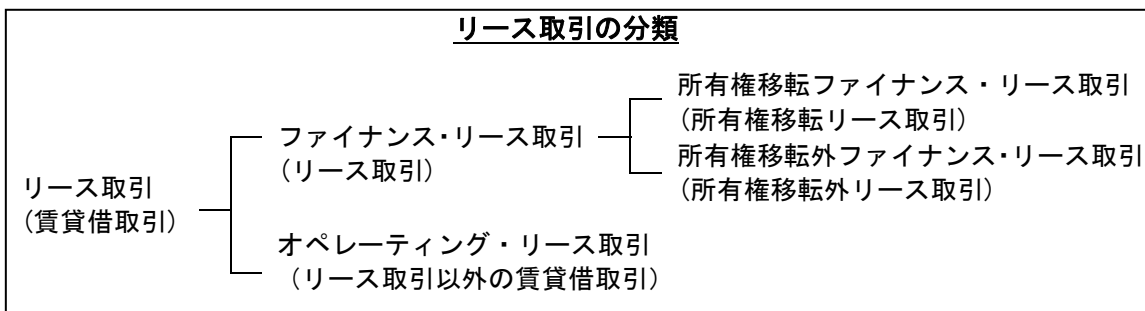 リース取引の分類
所有権移転ファイナンス・リース取引
(所有権移転リース取引)
ファイナンス・リース取引
(リース取引)
所有権移転外ファイナンス・リース取引
(所有権移転外リース取引)
リース取引
(賃貸借取引)
オペレーティング・リース取引
(リース取引以外の賃貸借取引)